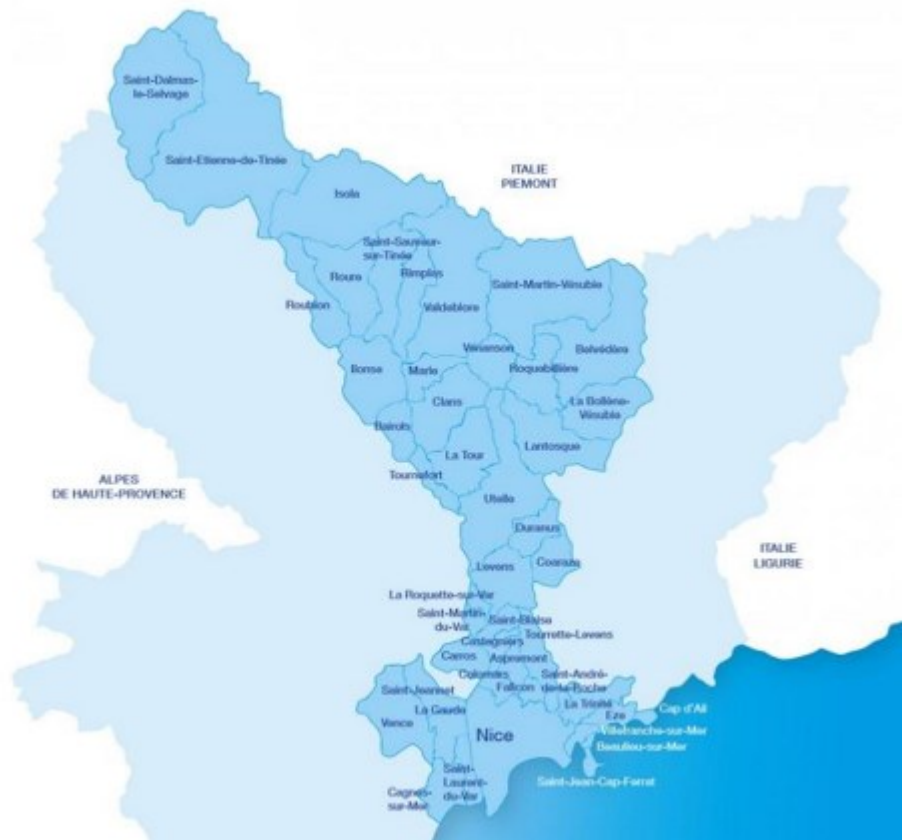 Saint-Dalmas-
le-Selvage
Saint-Etienne-de-Tinée
ITALIE
PIEMONT
Isola
Saint-Sauveur-
sur-Tinée
Roure
Rimplas
Saint-Martin-Vésubie
Roubion
Valdeblore
Venanson
Belvédère
Ilonse
Marie
Roquebillière
Clans
La Bollène-
Vésubie
Bairols
Lantosque
La Tour
Tournefort
ALPES
DE HAUTE-PROVENCE
Utelle
Duranus
ITALIE
LIGURIE
Levens
Coaraze
La Roquette-sur-Var
Saint-Martin-
du-Var
Saint-Blaise
Tourrette-Levens
Castagniers
Carros
Aspremont
Colomars
Saint-André-
de-la-Roche
Falicon
Saint-Jeannet
La Trinité
La Gaude
Eze
Cap d'Ail
Vence
Nice
Villefranche-sur-Mer
Beaulieu-sur-Mer
Saint-
Laurent-
du-Var
Saint-Jean-Cap-Ferrat
Cagnes-
sur-Mer